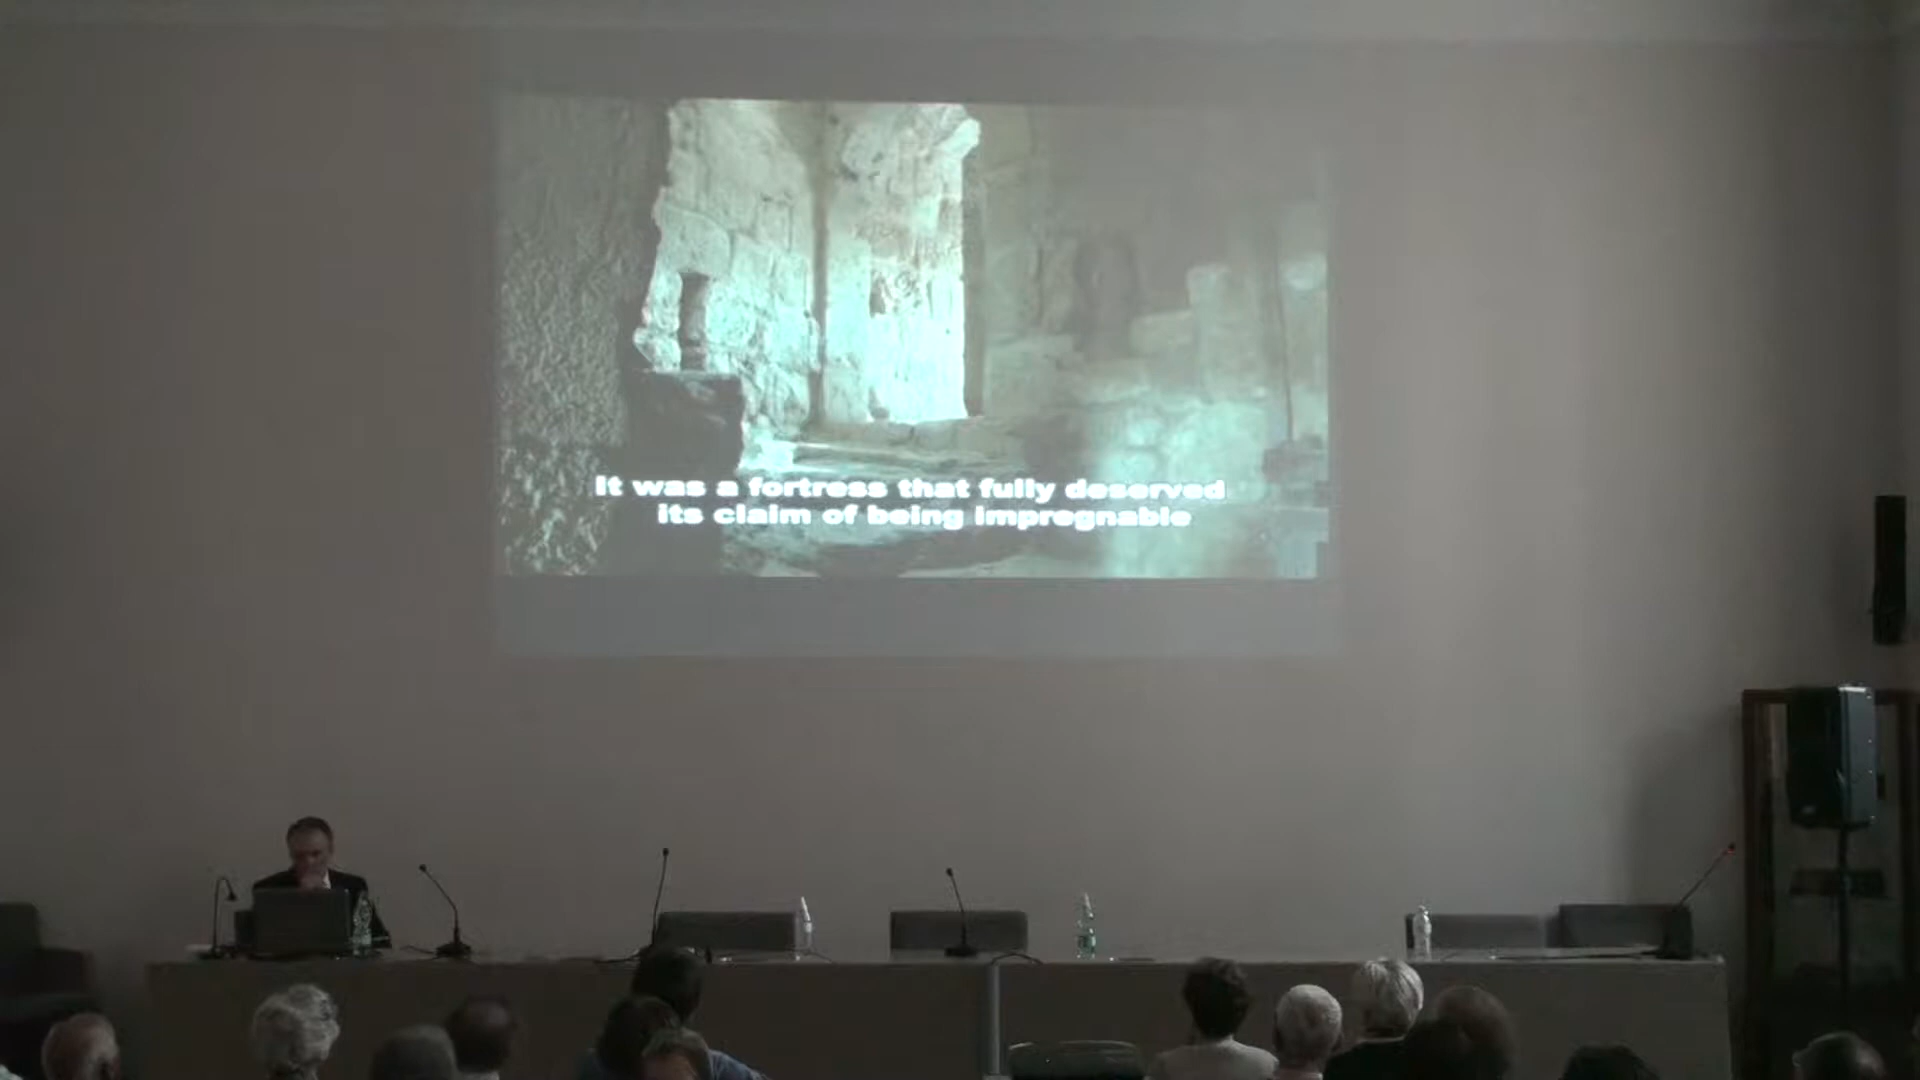 It was a fortress that fully deserved
its claim of being impregnable